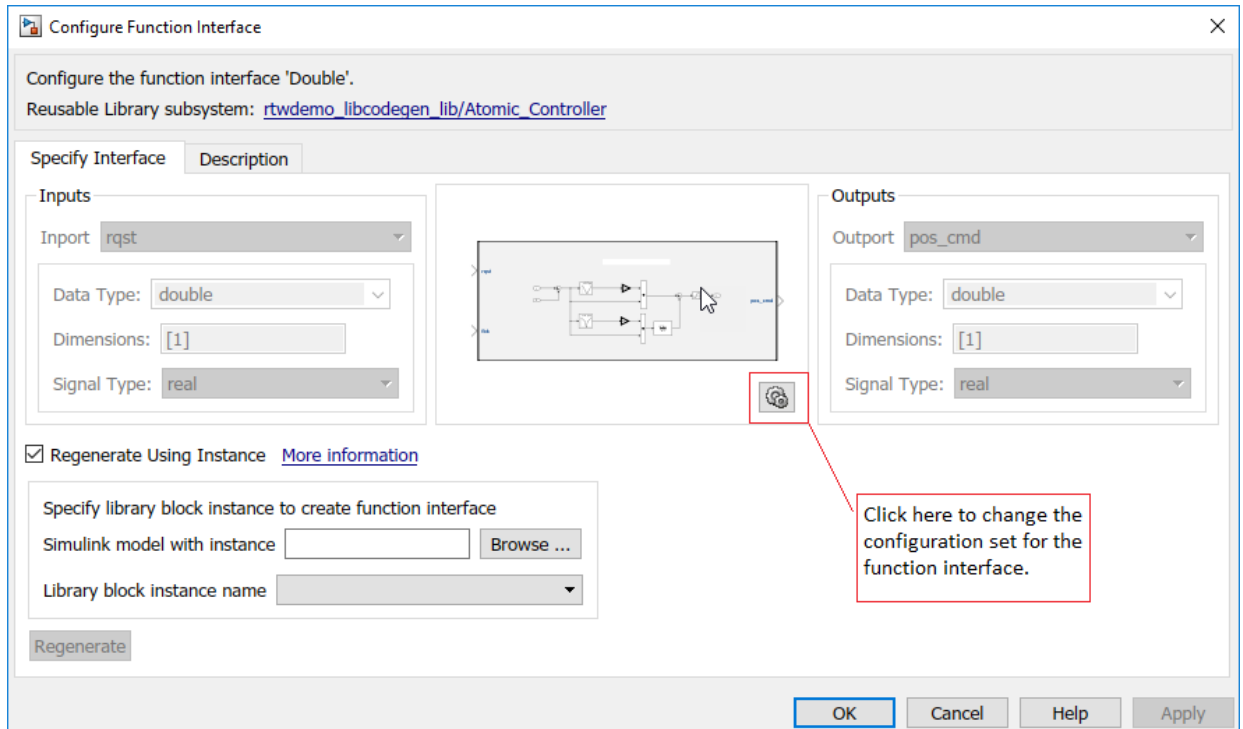 Configure Function Interface
Configure the function interface 'Double'.
Reusable Library subsystem: rtwdemo_libcodegen_lib/Atomic_Controller
Specify Interface
Description
Inputs
Inport rqst
Data Type: double
Dimensions: [1]
Signal Type: real
rqst
pos_cmd
Outputs
Outport pos_cmd
Data Type: double
Dimensions: [1]
Signal Type: real
Regenerate Using Instance More information
Specify library block instance to create function interface
Simulink model with instance Browse ...
Library block instance name
Regenerate
Click here to change the
configuration set for the
function interface.
OK Cancel Help Apply